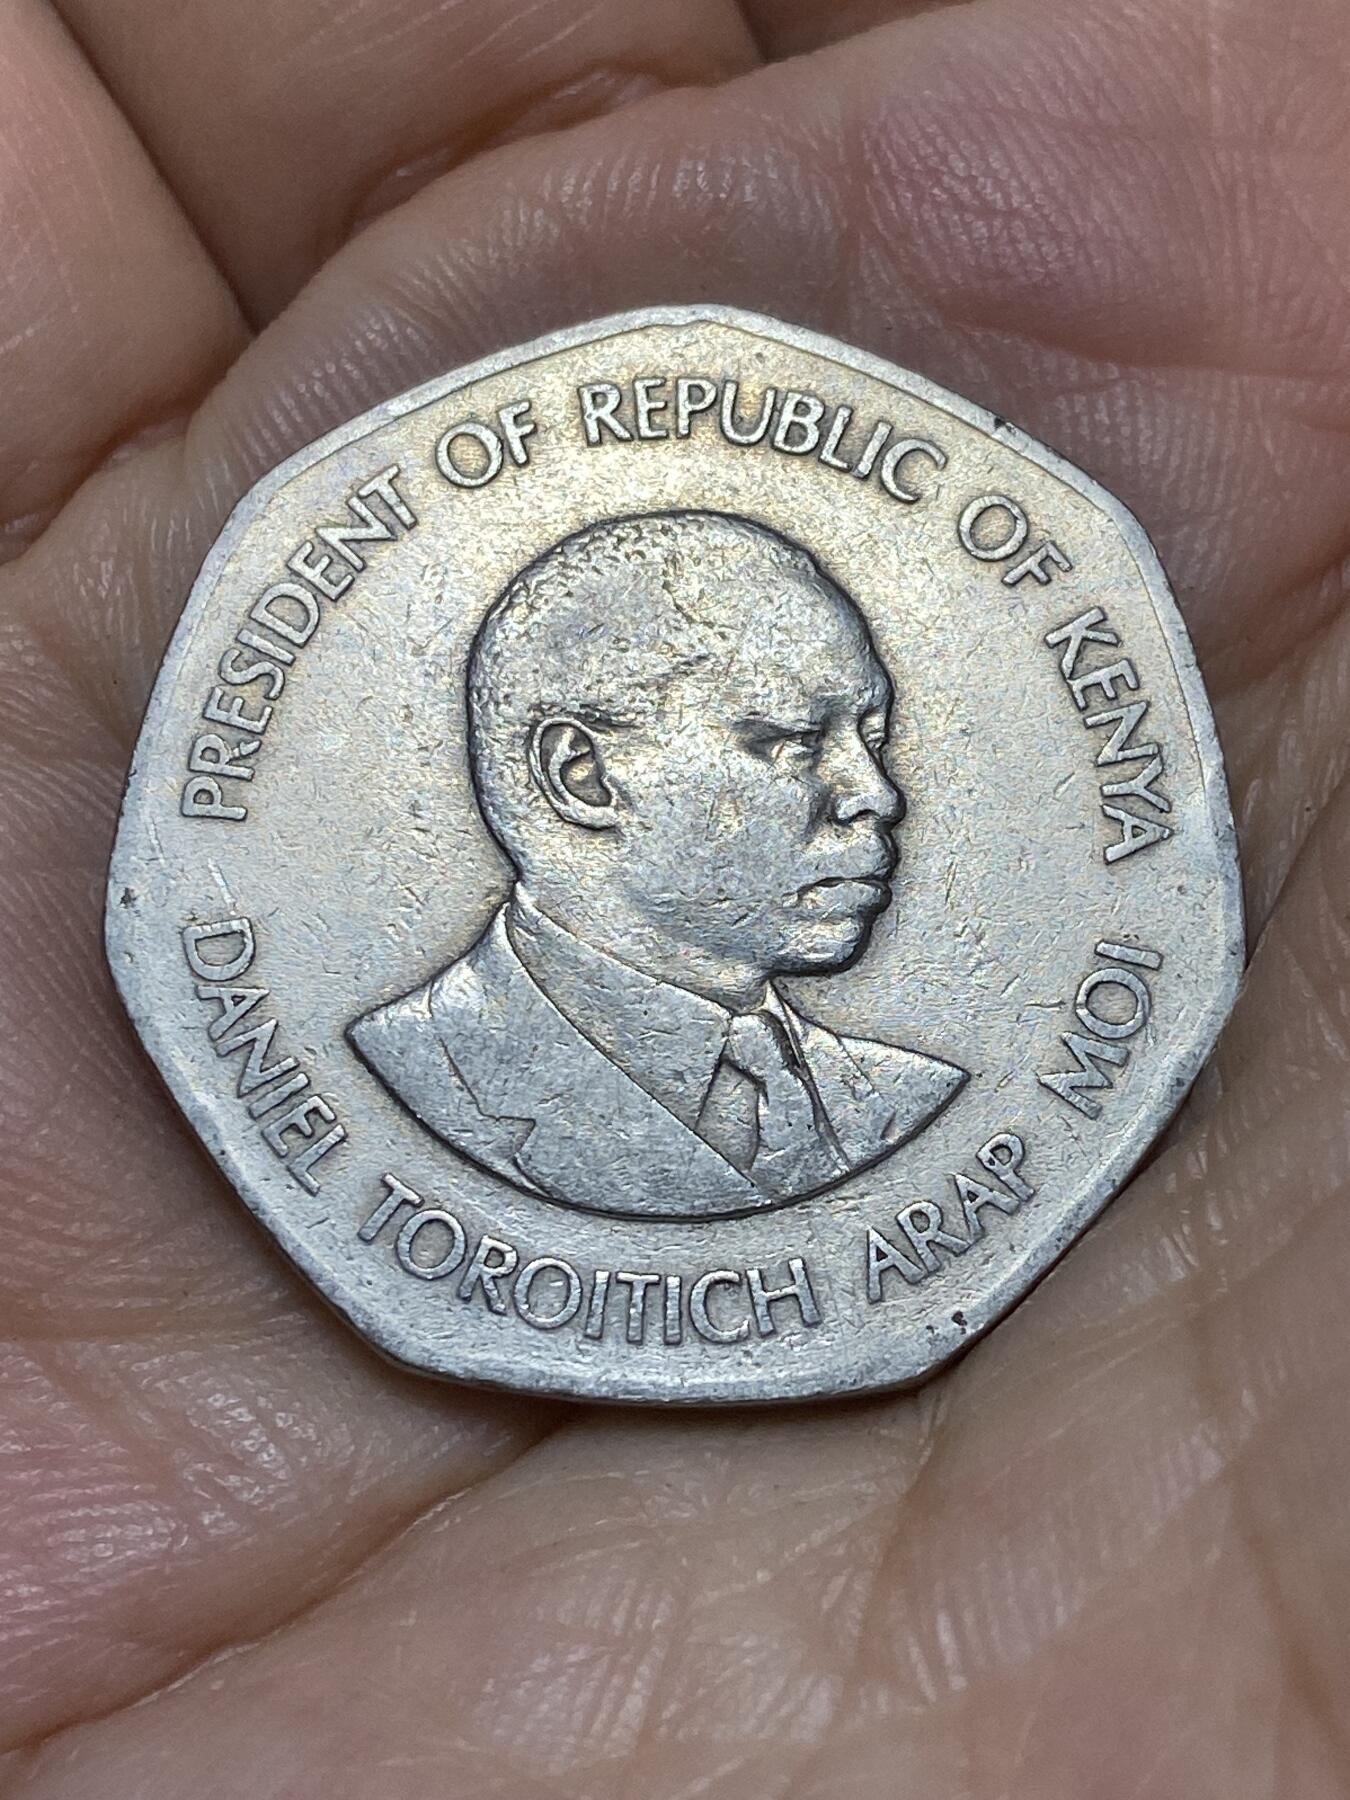 PRESIDENT OF REPUBLIC OF KENYA
DANIEL TOROITICH ARAP MOI